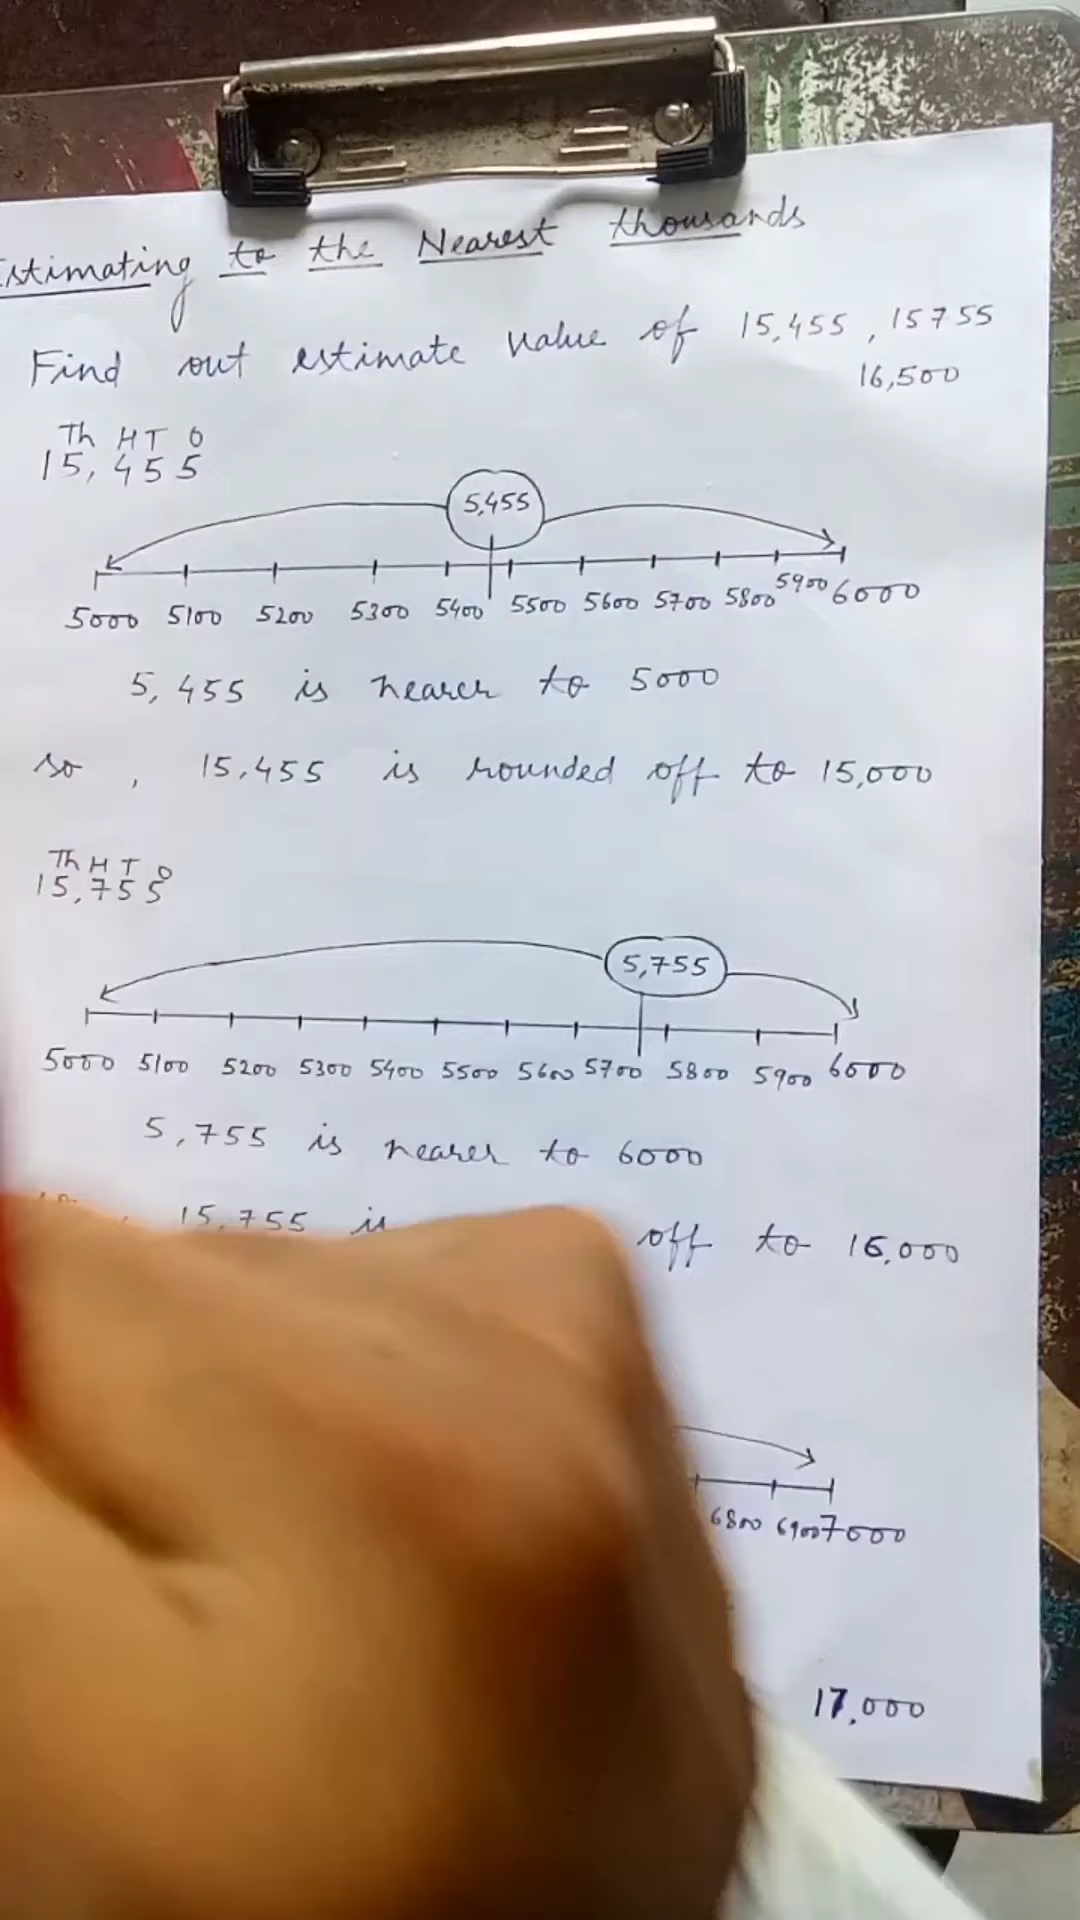 Estimating to the Nearest thousands
Find out estimate value of 15,455, 15755
16,500
Th H T O
15,455
5,455
5000 5100 5200 5300 5400 5500 5600 5700 5800 5900 6000
5,455 is nearer to 5000
so, 15,455 is rounded off to 15,000
Th H T O
15,755
5,755
5000 5100 5200 5300 5400 5500 5600 5700 5800 5900 6000
5,755 is nearer to 6000
15,755 is off to 16,000
6800 6900 7000
17,000